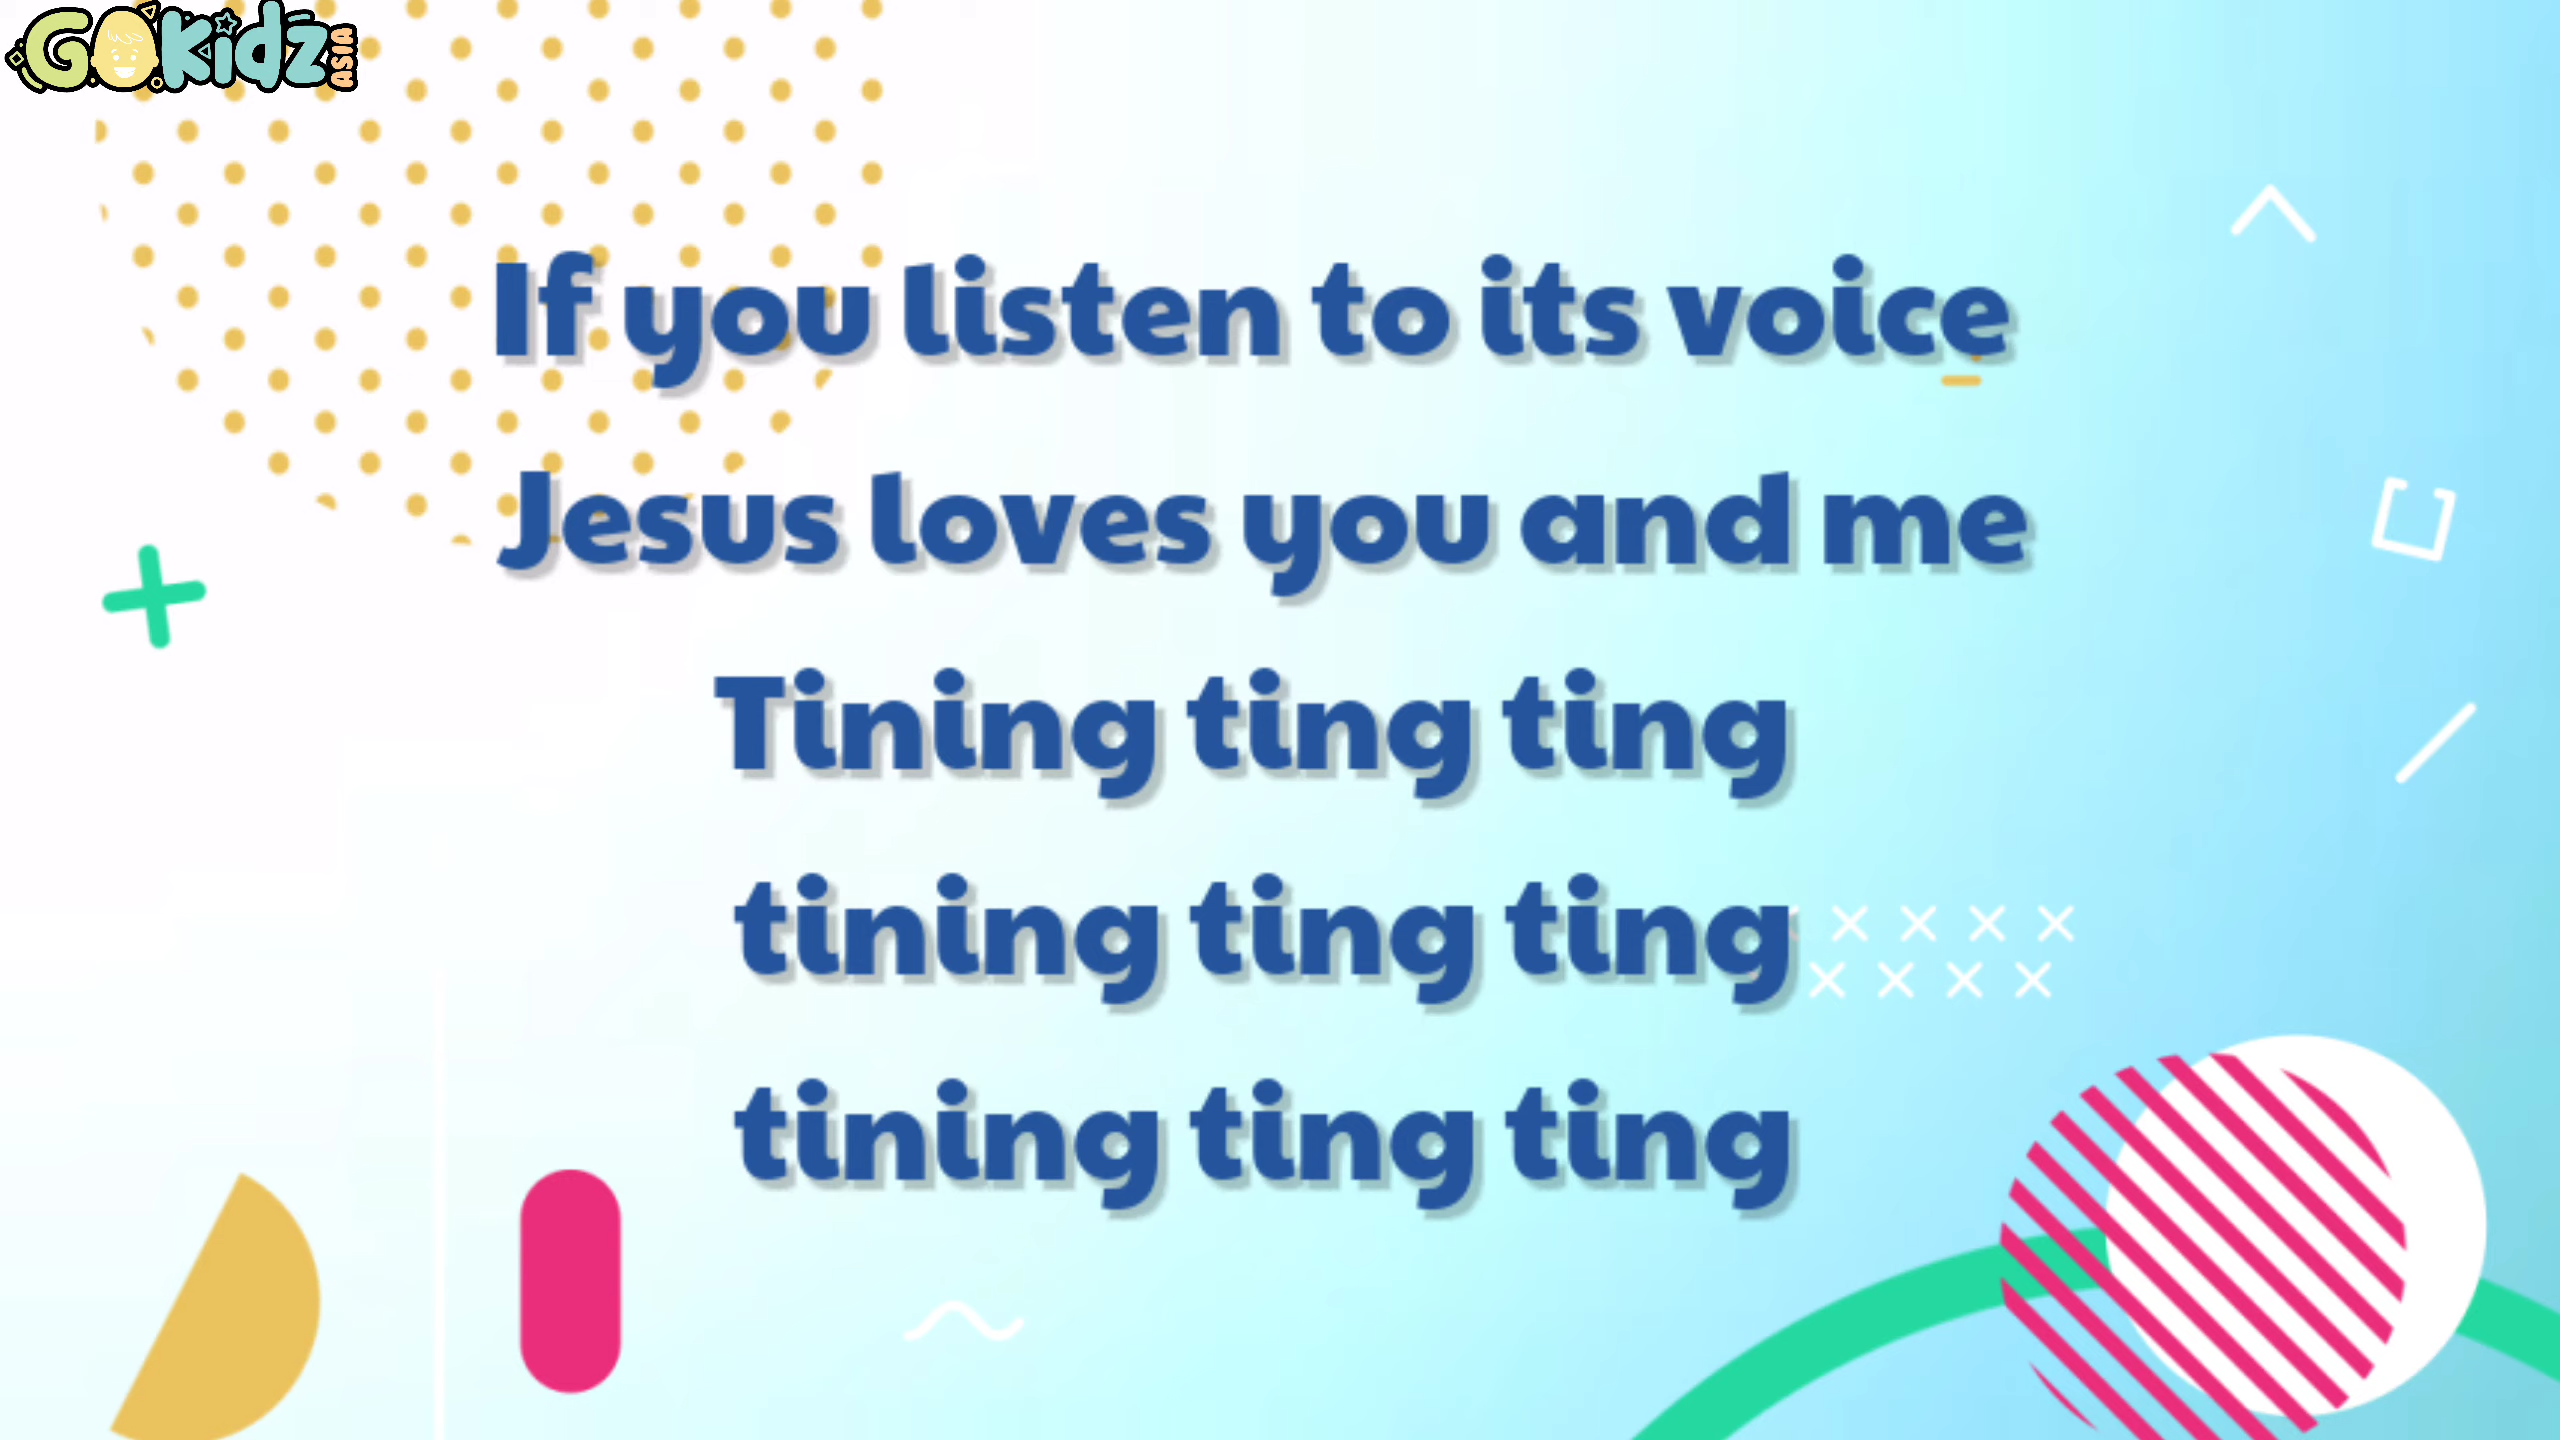 GOKidz ASIA
If you listen to its voice
Jesus loves you and me
Tining ting ting
tining ting ting
tining ting ting